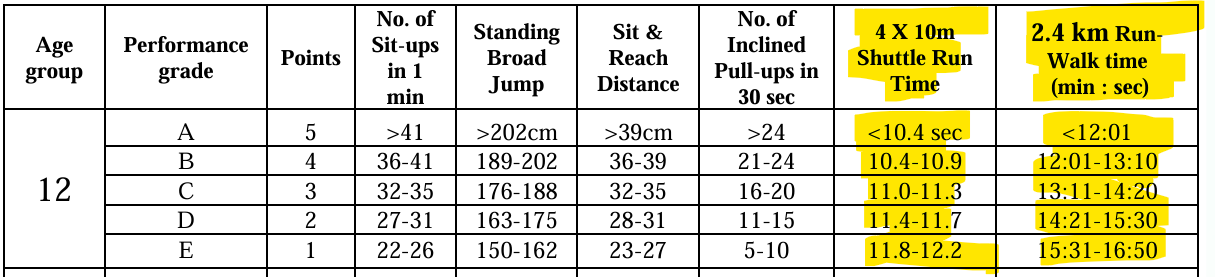 Age group | Performance grade | Points | No. of Sit-ups in 1 min | Standing Broad Jump | Sit & Reach Distance | No. of Inclined Pull-ups in 30 sec | 4 X 10m Shuttle Run Time | 2.4 km Run-Walk time (min : sec)
12 | A | 5 | >41 | >202cm | >39cm | >24 | <10.4 sec | <12:01
B | 4 | 36-41 | 189-202 | 36-39 | 21-24 | 10.4-10.9 | 12:01-13:10
C | 3 | 32-35 | 176-188 | 32-35 | 16-20 | 11.0-11.3 | 13:11-14:20
D | 2 | 27-31 | 163-175 | 28-31 | 11-15 | 11.4-11.7 | 14:21-15:30
E | 1 | 22-26 | 150-162 | 23-27 | 5-10 | 11.8-12.2 | 15:31-16:50